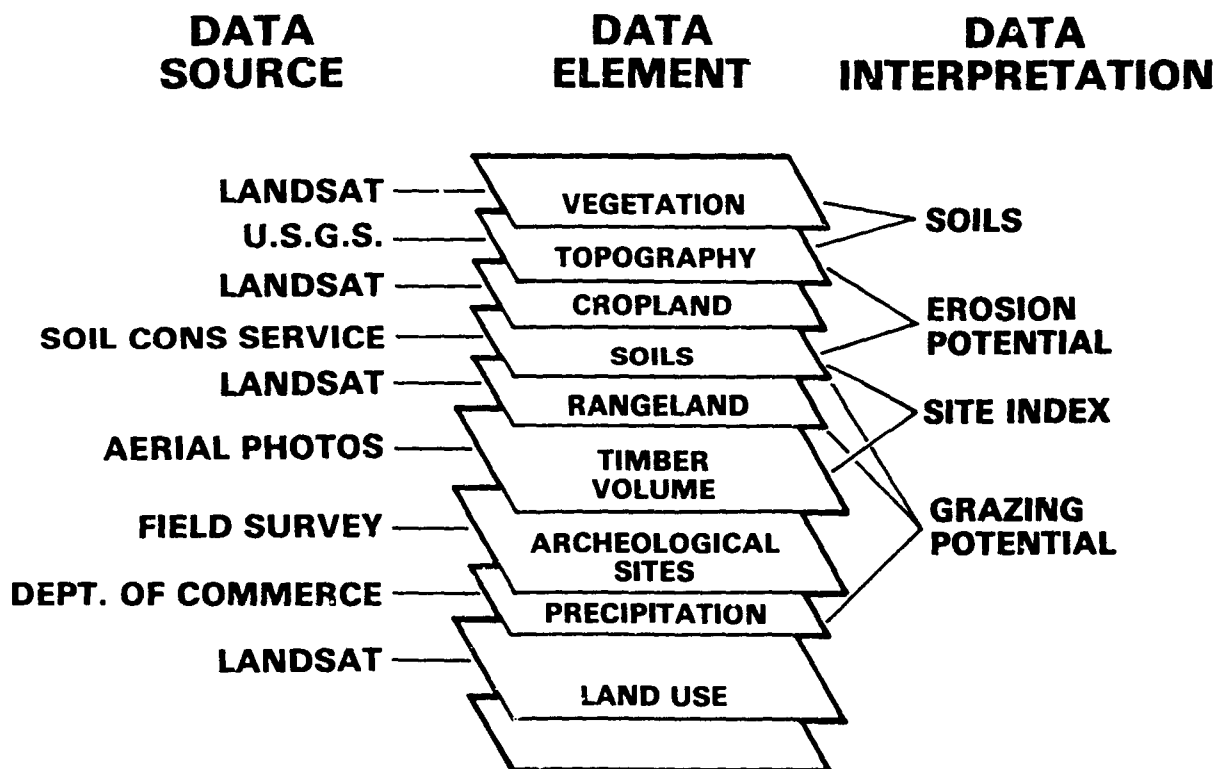 DATA SOURCE
DATA ELEMENT
DATA INTERPRETATION
LANDSAT
VEGETATION
SOILS
U.S.G.S.
TOPOGRAPHY
LANDSAT
CROPLAND
EROSION
POTENTIAL
SOIL CONS SERVICE
SOILS
LANDSAT
RANGELAND
SITE INDEX
AERIAL PHOTOS
TIMBER
VOLUME
FIELD SURVEY
ARCHEOLOGICAL
SITES
GRAZING
POTENTIAL
DEPT. OF COMMERCE
PRECIPITATION
LANDSAT
LAND USE